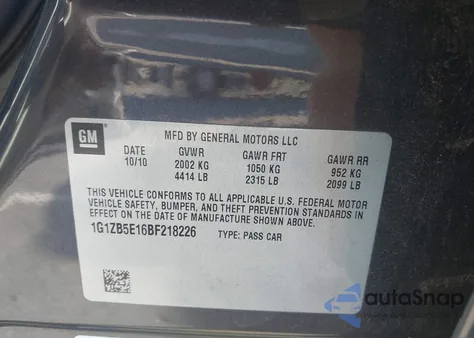 GM
MFD BY GENERAL MOTORS LLC
DATE GVWR GAWR FRT GAWR RR
10/10 2002 KG 1050 KG 952 KG
4414 LB 2315 LB 2099 LB
THIS VEHICLE CONFORMS TO ALL APPLICABLE U.S. FEDERAL MOTOR
VEHICLE SAFETY, BUMPER, AND THEFT PREVENTION STANDARDS IN
EFFECT ON THE DATE OF MANUFACTURE SHOWN ABOVE.
1G1ZB5E16BF218226 TYPE: PASS CAR
autoSnap